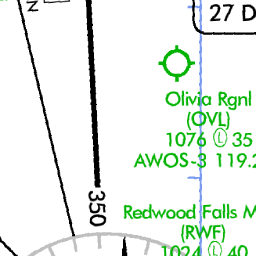 27 D
N
Olivia Rgnl
(OVL)
1076 Ⓛ 35
AWOS-3 119.2
350
Redwood Falls M
(RWF)
1024 Ⓛ 40